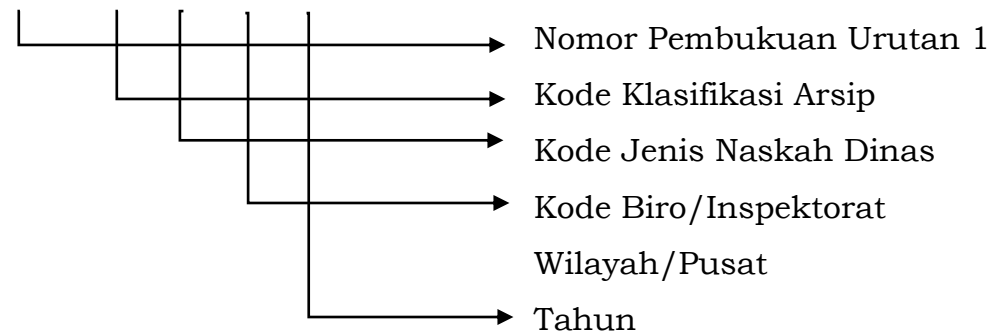 Nomor Pembukuan Urutan 1
Kode Klasifikasi Arsip
Kode Jenis Naskah Dinas
Kode Biro/Inspektorat
Wilayah/Pusat
Tahun